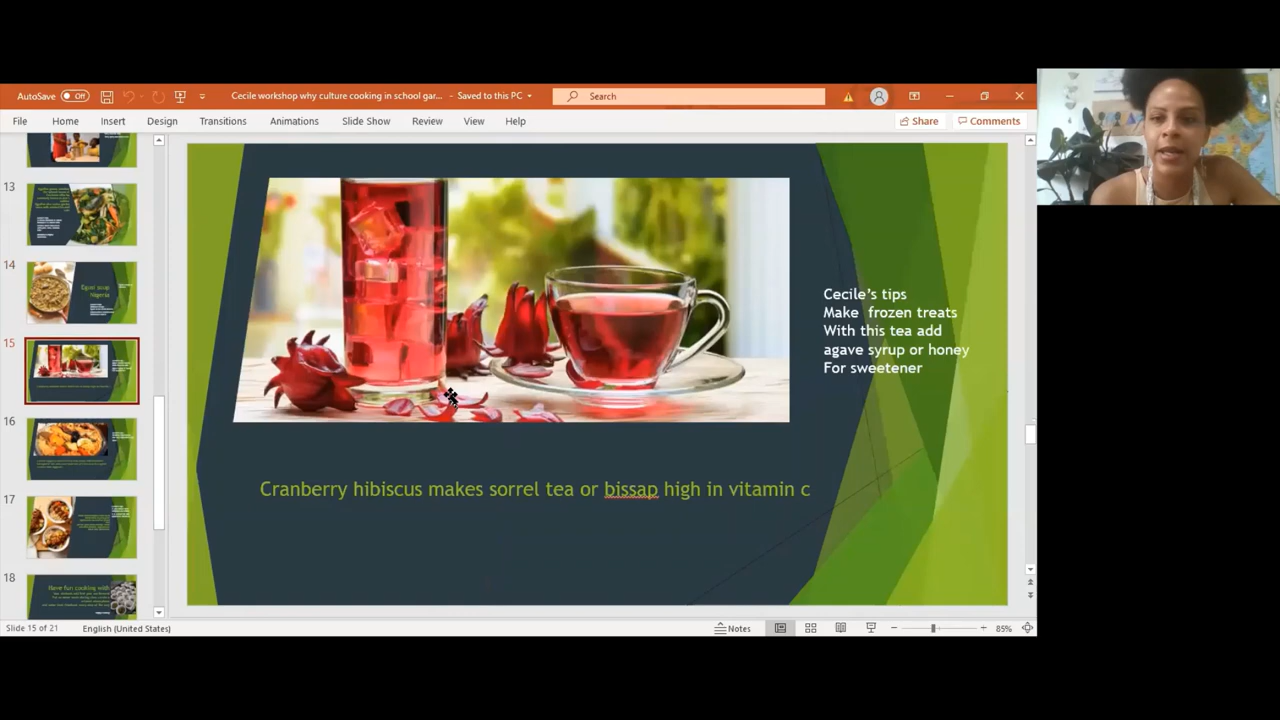 AutoSave Off
Cecile workshop why culture cooking in school gar... – Saved to this PC
Search
File Home Insert Design Transitions Animations Slide Show Review View Help
Share Comments
13
14
Egusi soup
Nigeria
15
16
17
18
Have fun cooking with
Cecile's tips
Make frozen treats
With this tea add
agave syrup or honey
For sweetener
Cranberry hibiscus makes sorrel tea or bissap high in vitamin c
Slide 15 of 21 English (United States) Notes 85%